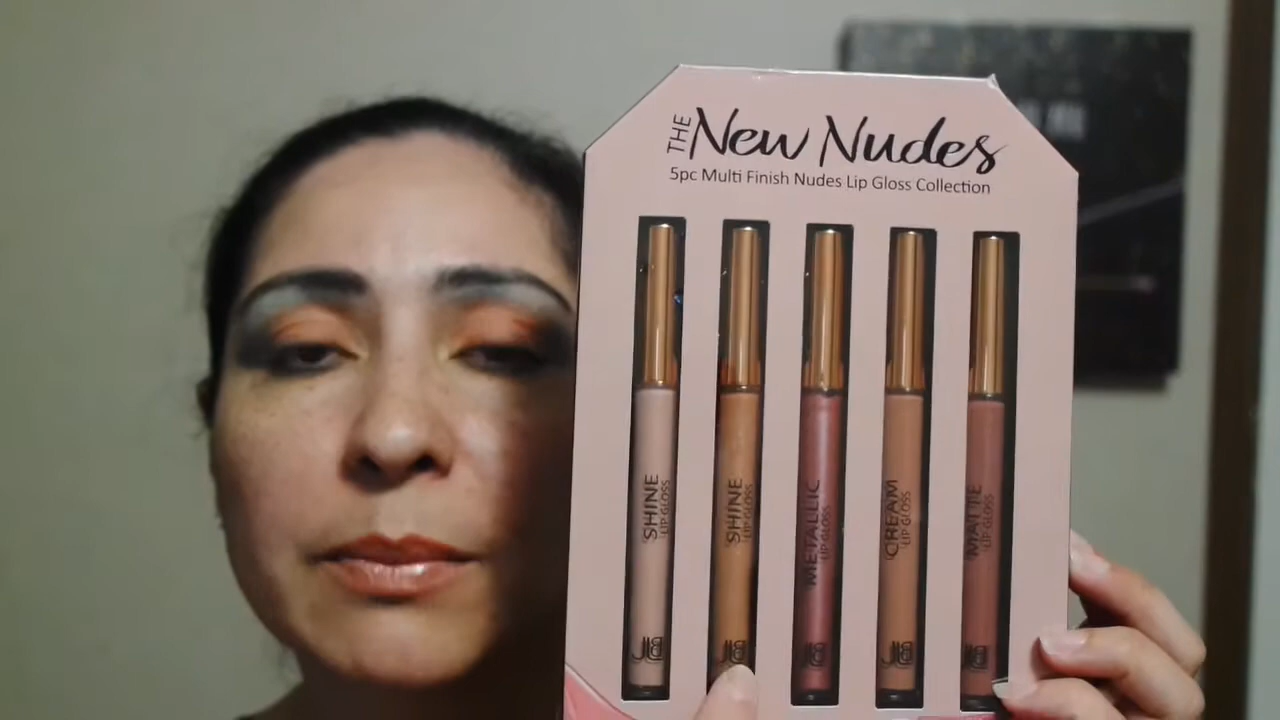 THE New Nudes
5pc Multi Finish Nudes Lip Gloss Collection
SHINE
LIP GLOSS
SHINE
LIP GLOSS
METALLIC
LIP GLOSS
CREAM
LIP GLOSS
MATTE
LIP GLOSS